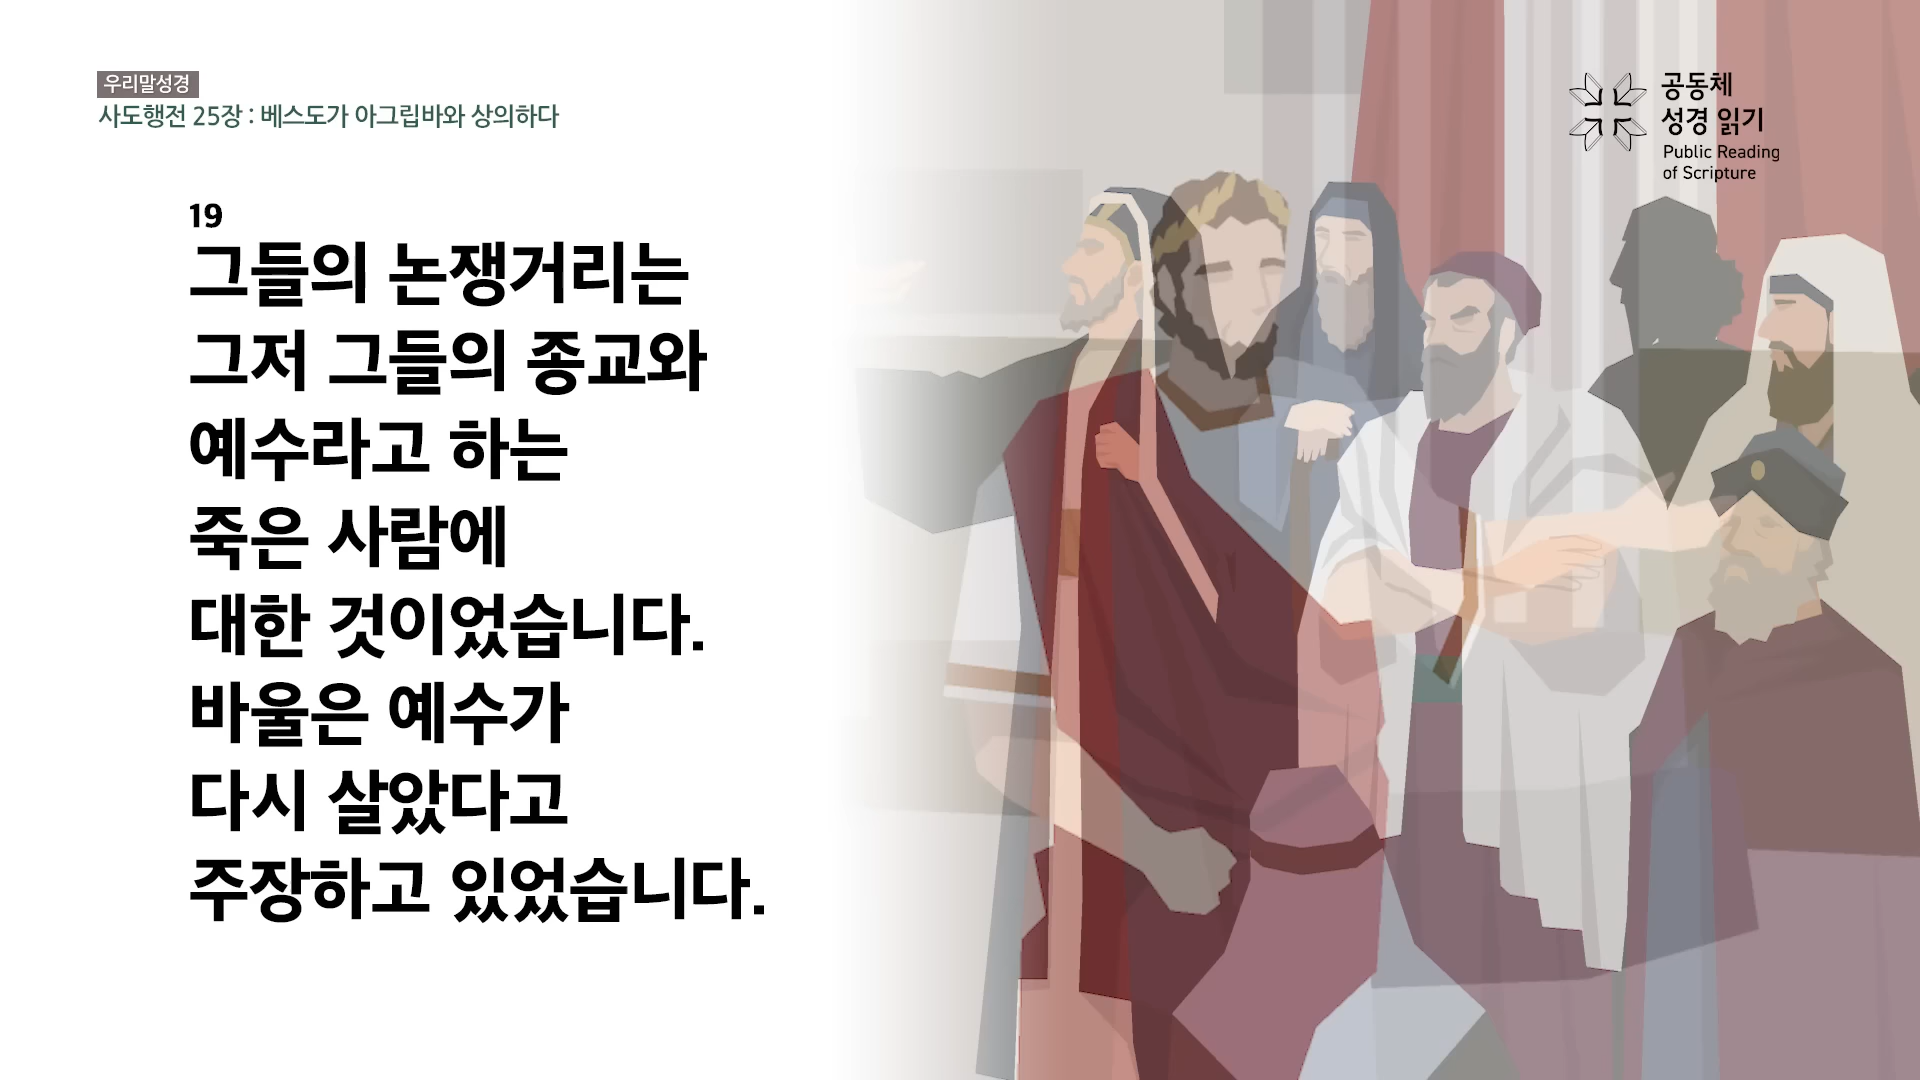 우리말성경
사도행전 25장 : 베스도가 아그립바와 상의하다
공동체
성경 읽기
Public Reading
of Scripture
19
그들의 논쟁거리는
그저 그들의 종교와
예수라고 하는
죽은 사람에
대한 것이었습니다.
바울은 예수가
다시 살았다고
주장하고 있었습니다.